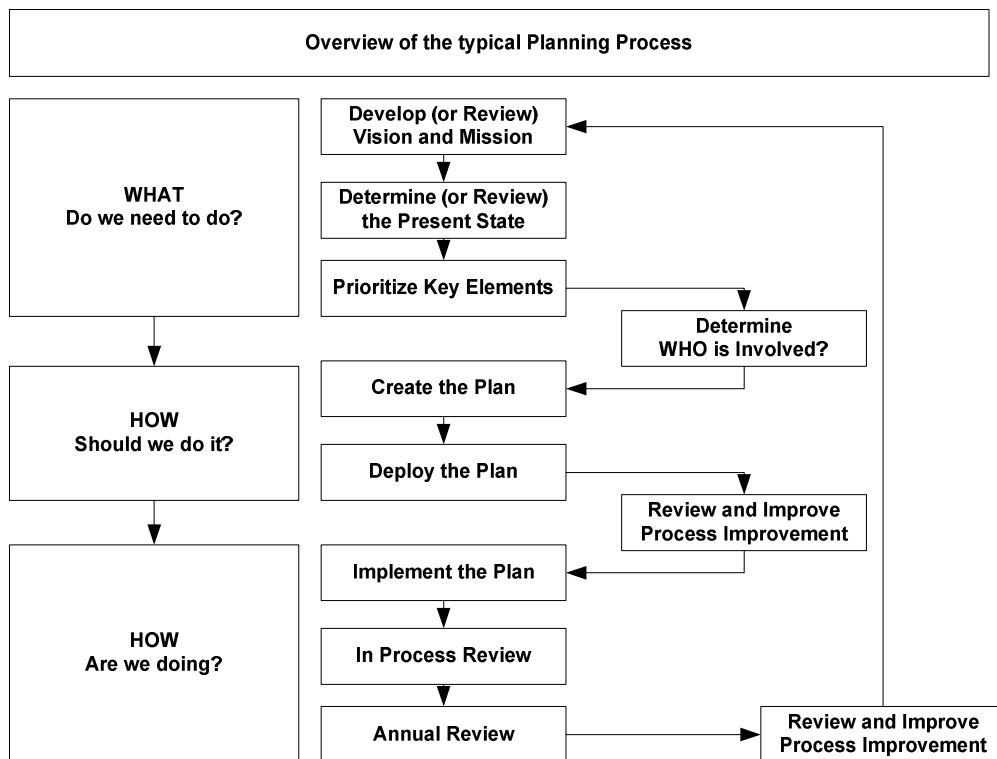 Overview of the typical Planning Process
WHAT
Do we need to do?
Develop (or Review)
Vision and Mission
Determine (or Review)
the Present State
Prioritize Key Elements
Determine
WHO is Involved?
HOW
Should we do it?
Create the Plan
Deploy the Plan
Review and Improve
Process Improvement
HOW
Are we doing?
Implement the Plan
In Process Review
Annual Review
Review and Improve
Process Improvement